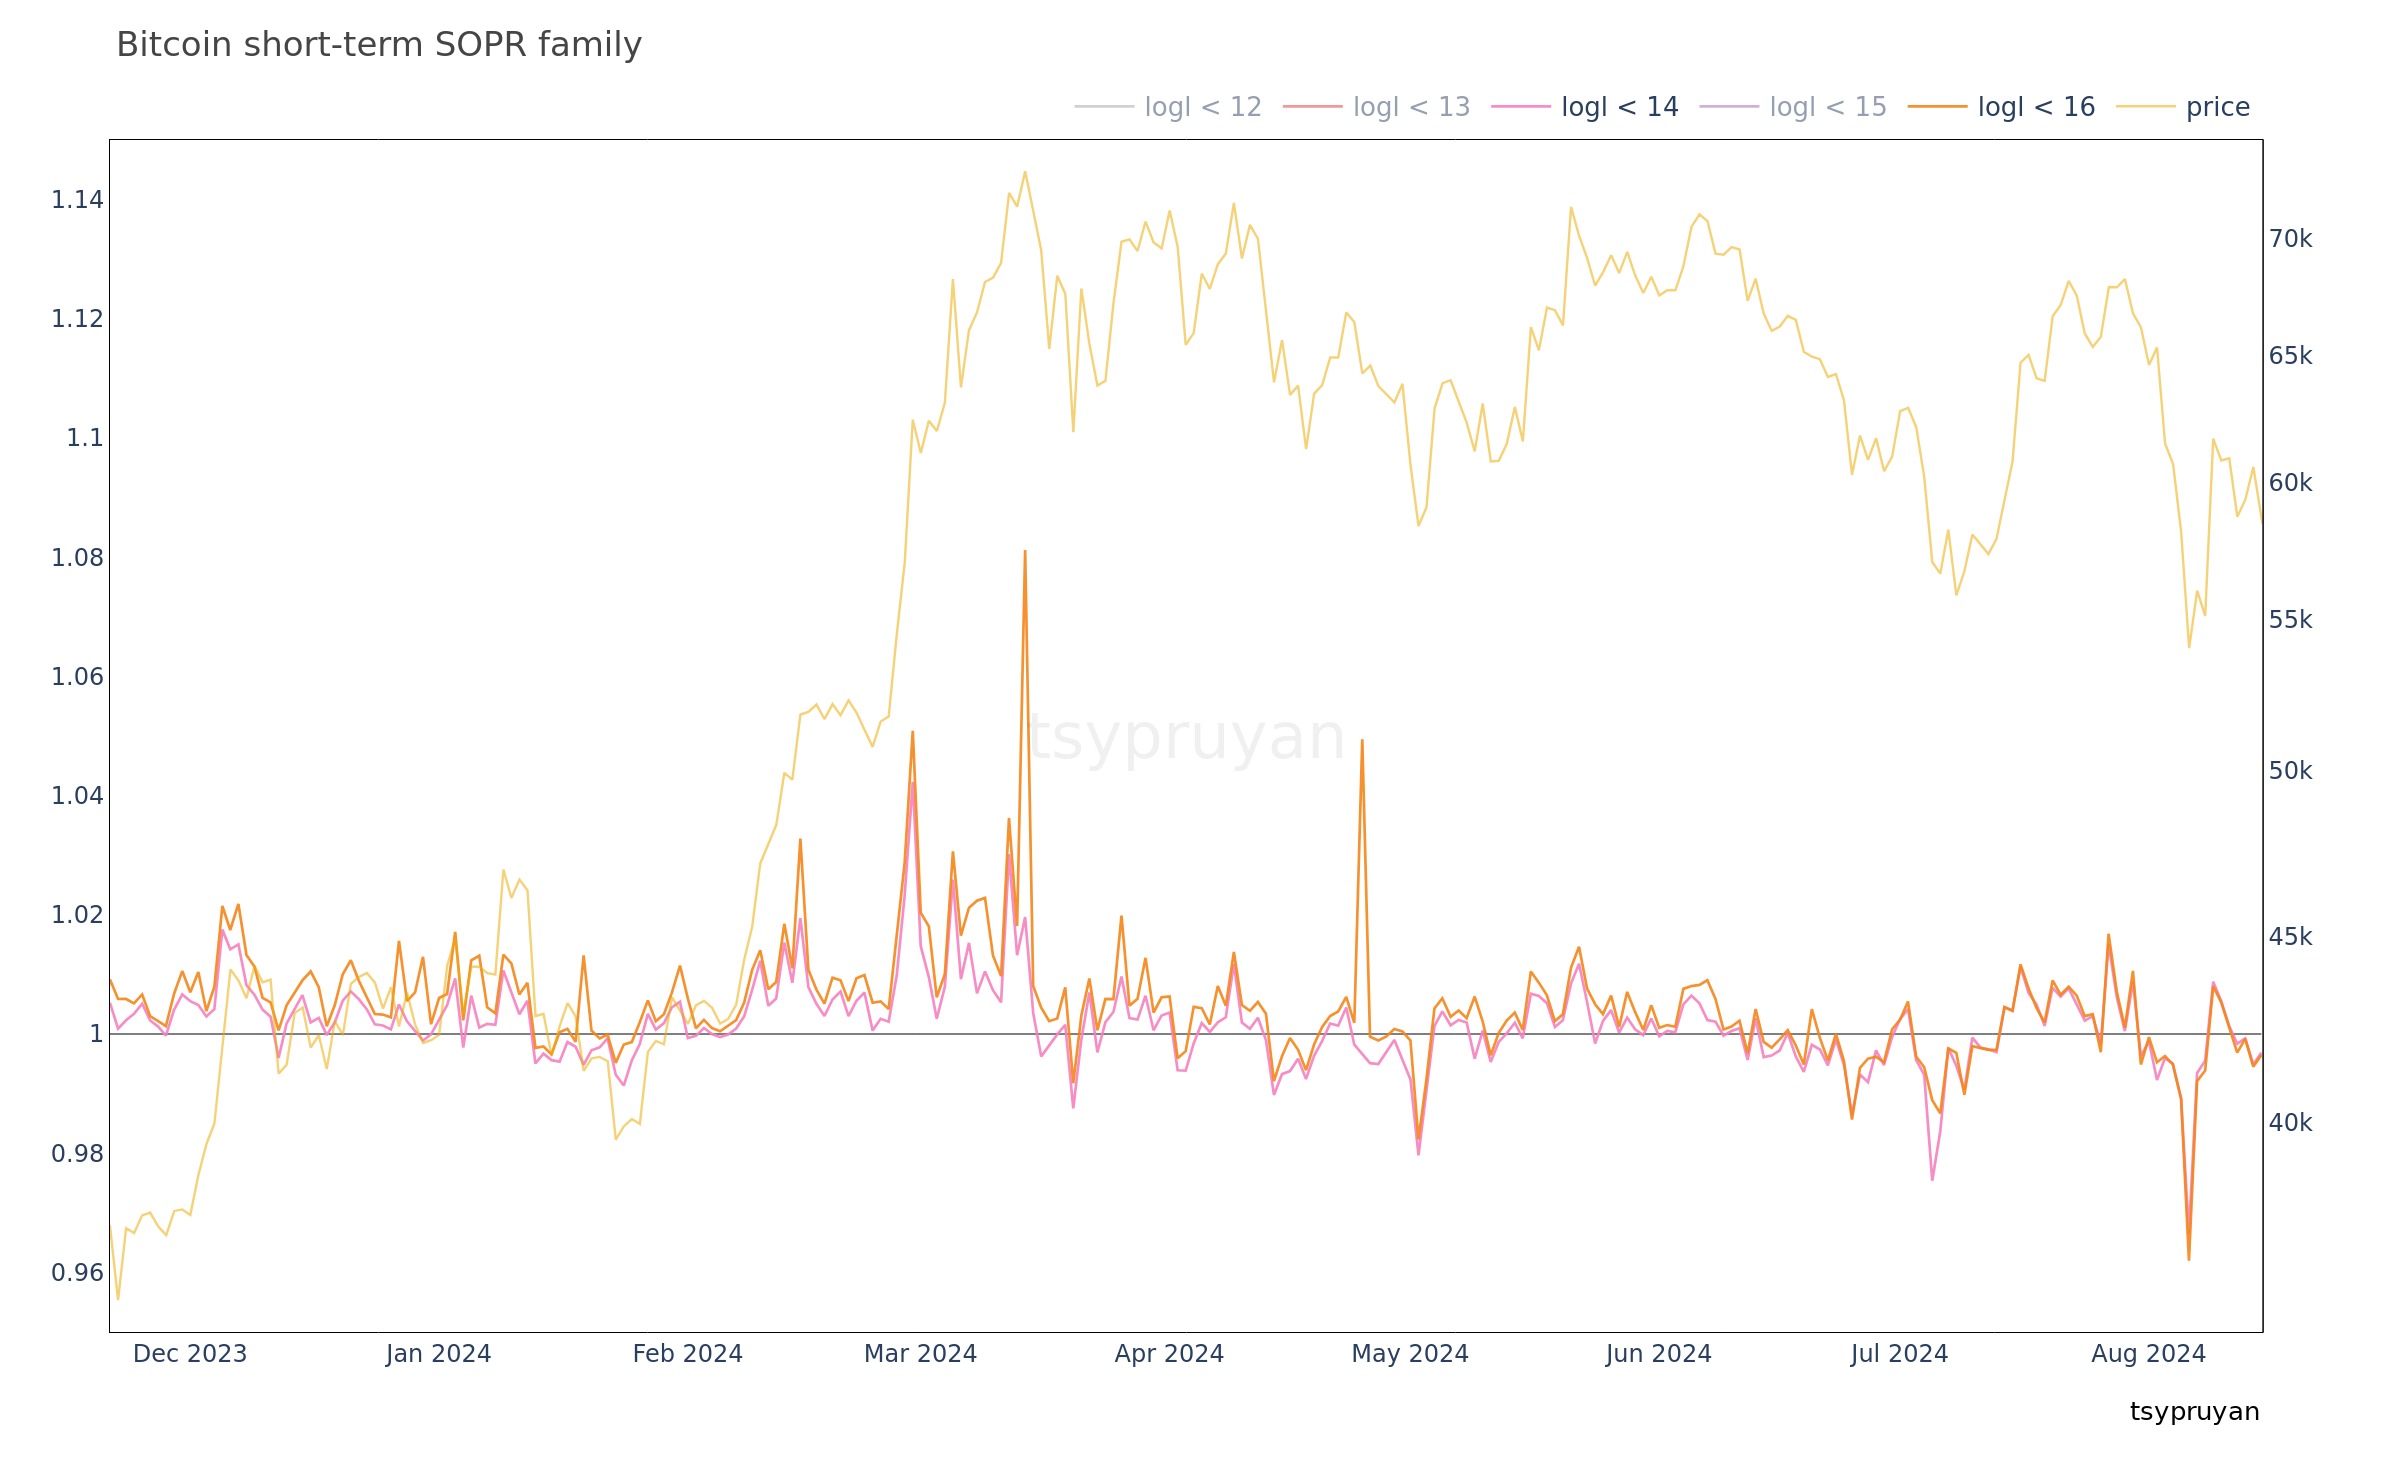 Bitcoin short-term SOPR family
logl < 12 logl < 13 logl < 14 logl < 15 logl < 16 price
1.14
1.12
1.1
1.08
1.06
1.04
1.02
1
0.98
0.96
70k
65k
60k
55k
50k
45k
40k
tsypruyan
Dec 2023 Jan 2024 Feb 2024 Mar 2024 Apr 2024 May 2024 Jun 2024 Jul 2024 Aug 2024
tsypruyan